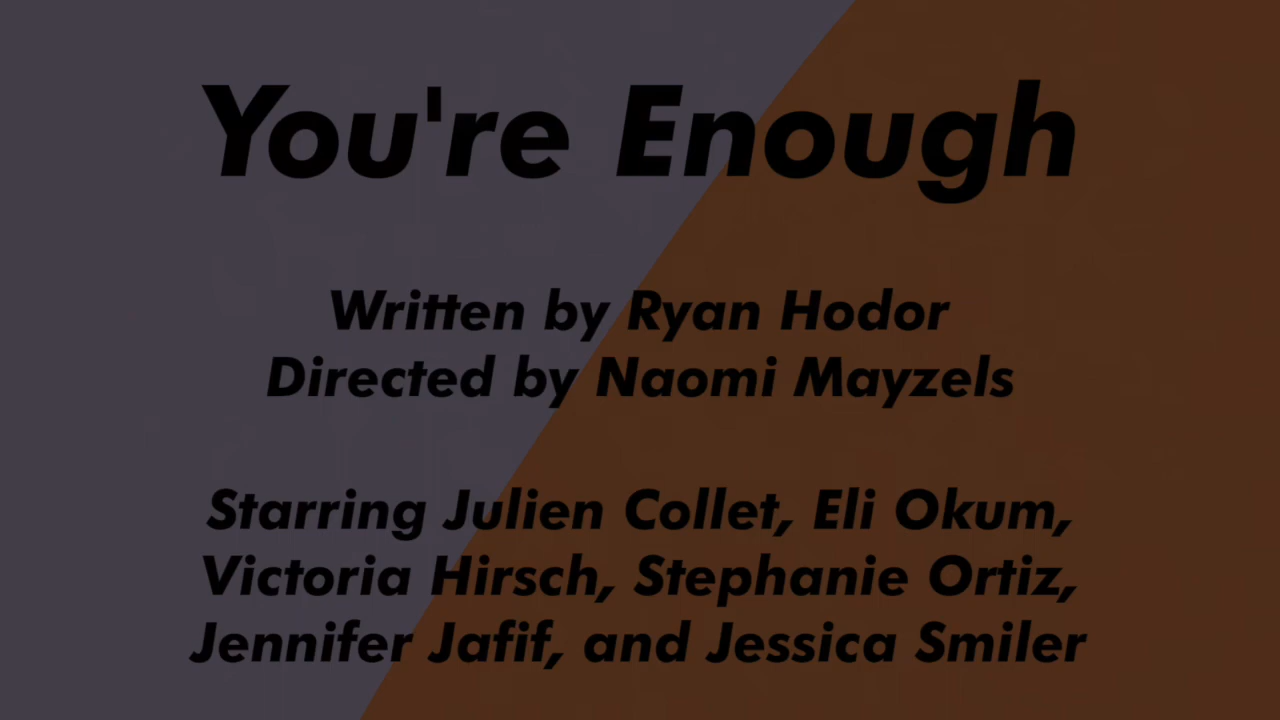 You're Enough
Written by Ryan Hodor
Directed by Naomi Mayzels
Starring Julien Collet, Eli Okum,
Victoria Hirsch, Stephanie Ortiz,
Jennifer Jafif, and Jessica Smiler